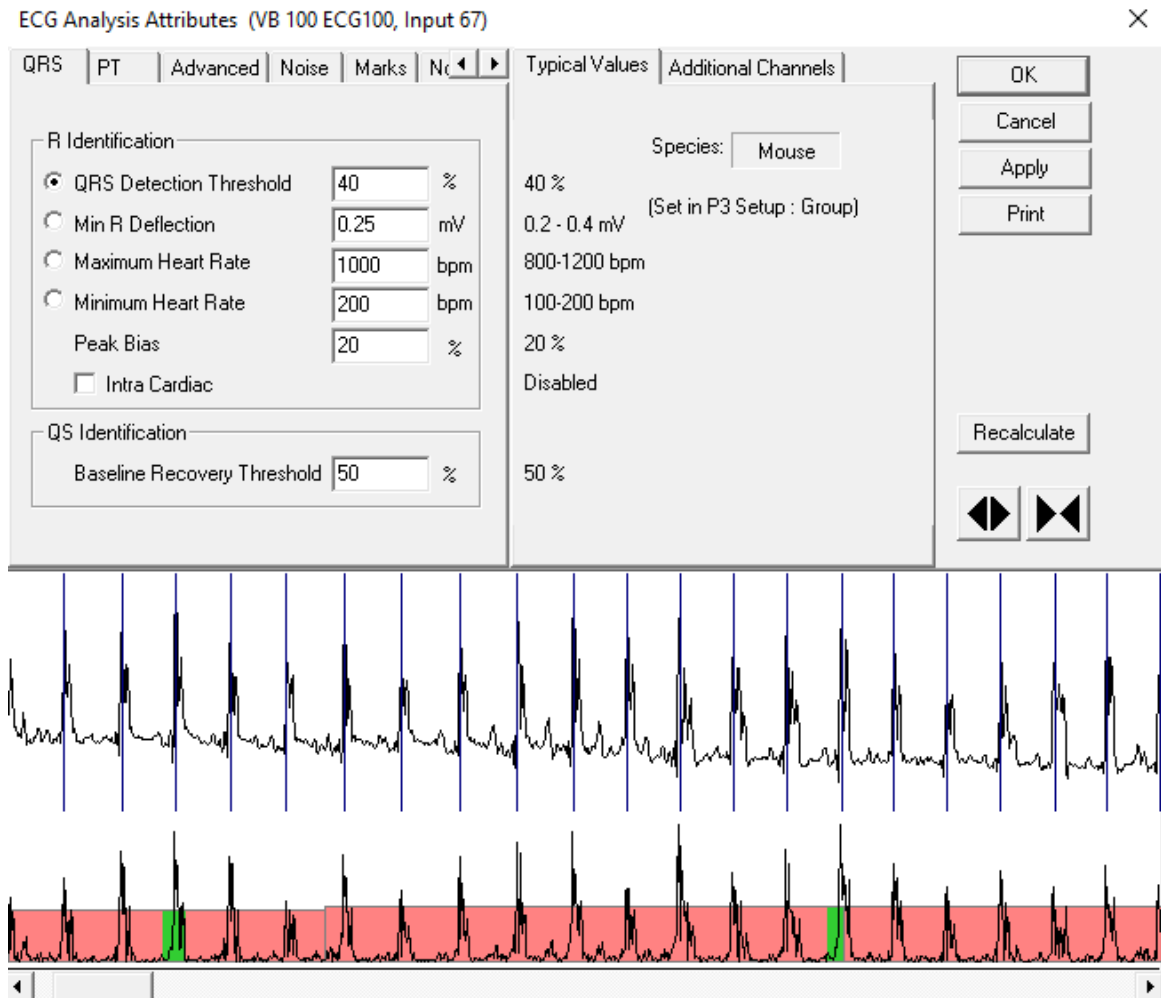 ECG Analysis Attributes (VB 100 ECG100, Input 67)
QRS PT Advanced Noise Marks
Typical Values Additional Channels
OK
Cancel
Apply
Print
R Identification
QRS Detection Threshold 40 %
Min R Deflection 0.25 mV
Maximum Heart Rate 1000 bpm
Minimum Heart Rate 200 bpm
Peak Bias 20 %
Intra Cardiac
QS Identification
Baseline Recovery Threshold 50 %
Species: Mouse
40 %
(Set in P3 Setup : Group)
0.2 - 0.4 mV
800-1200 bpm
100-200 bpm
20 %
Disabled
50 %
Recalculate